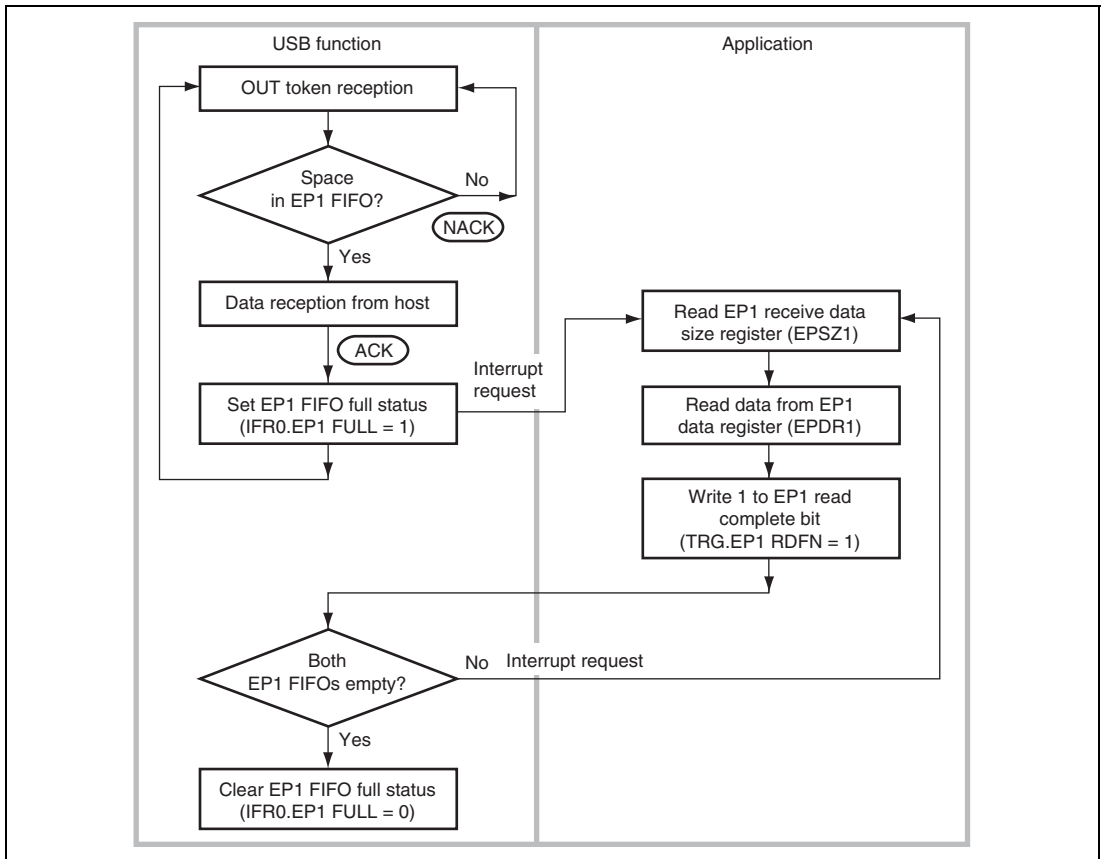 USB function
Application
OUT token reception
Space
in EP1 FIFO?
No
NACK
Yes
Data reception from host
ACK
Set EP1 FIFO full status
(IFR0.EP1 FULL = 1)
Interrupt
request
Read EP1 receive data
size register (EPSZ1)
Read data from EP1
data register (EPDR1)
Write 1 to EP1 read
complete bit
(TRG.EP1 RDFN = 1)
Both
EP1 FIFOs empty?
No Interrupt request
Yes
Clear EP1 FIFO full status
(IFR0.EP1 FULL = 0)